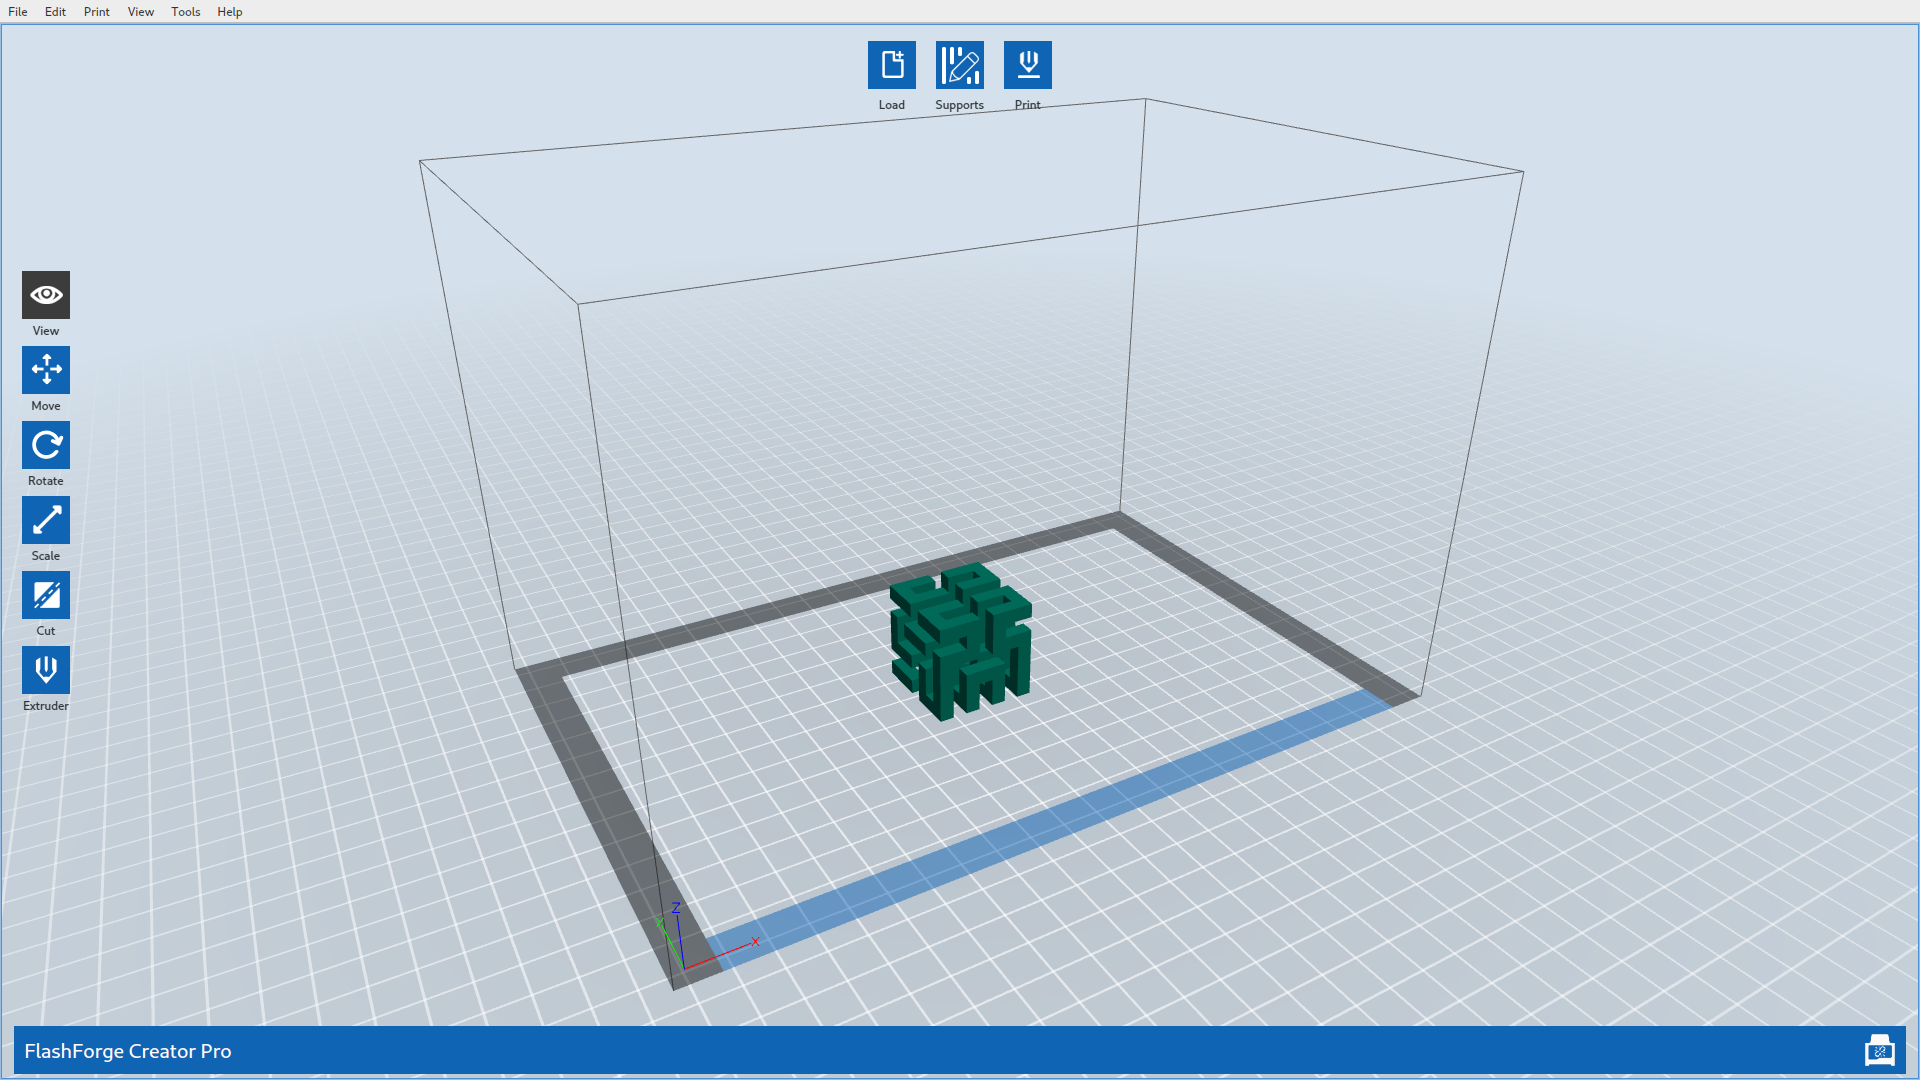 File Edit Print View Tools Help
Load Supports Print
View
Move
Rotate
Scale
Cut
Extruder
Z
Y
X
FlashForge Creator Pro